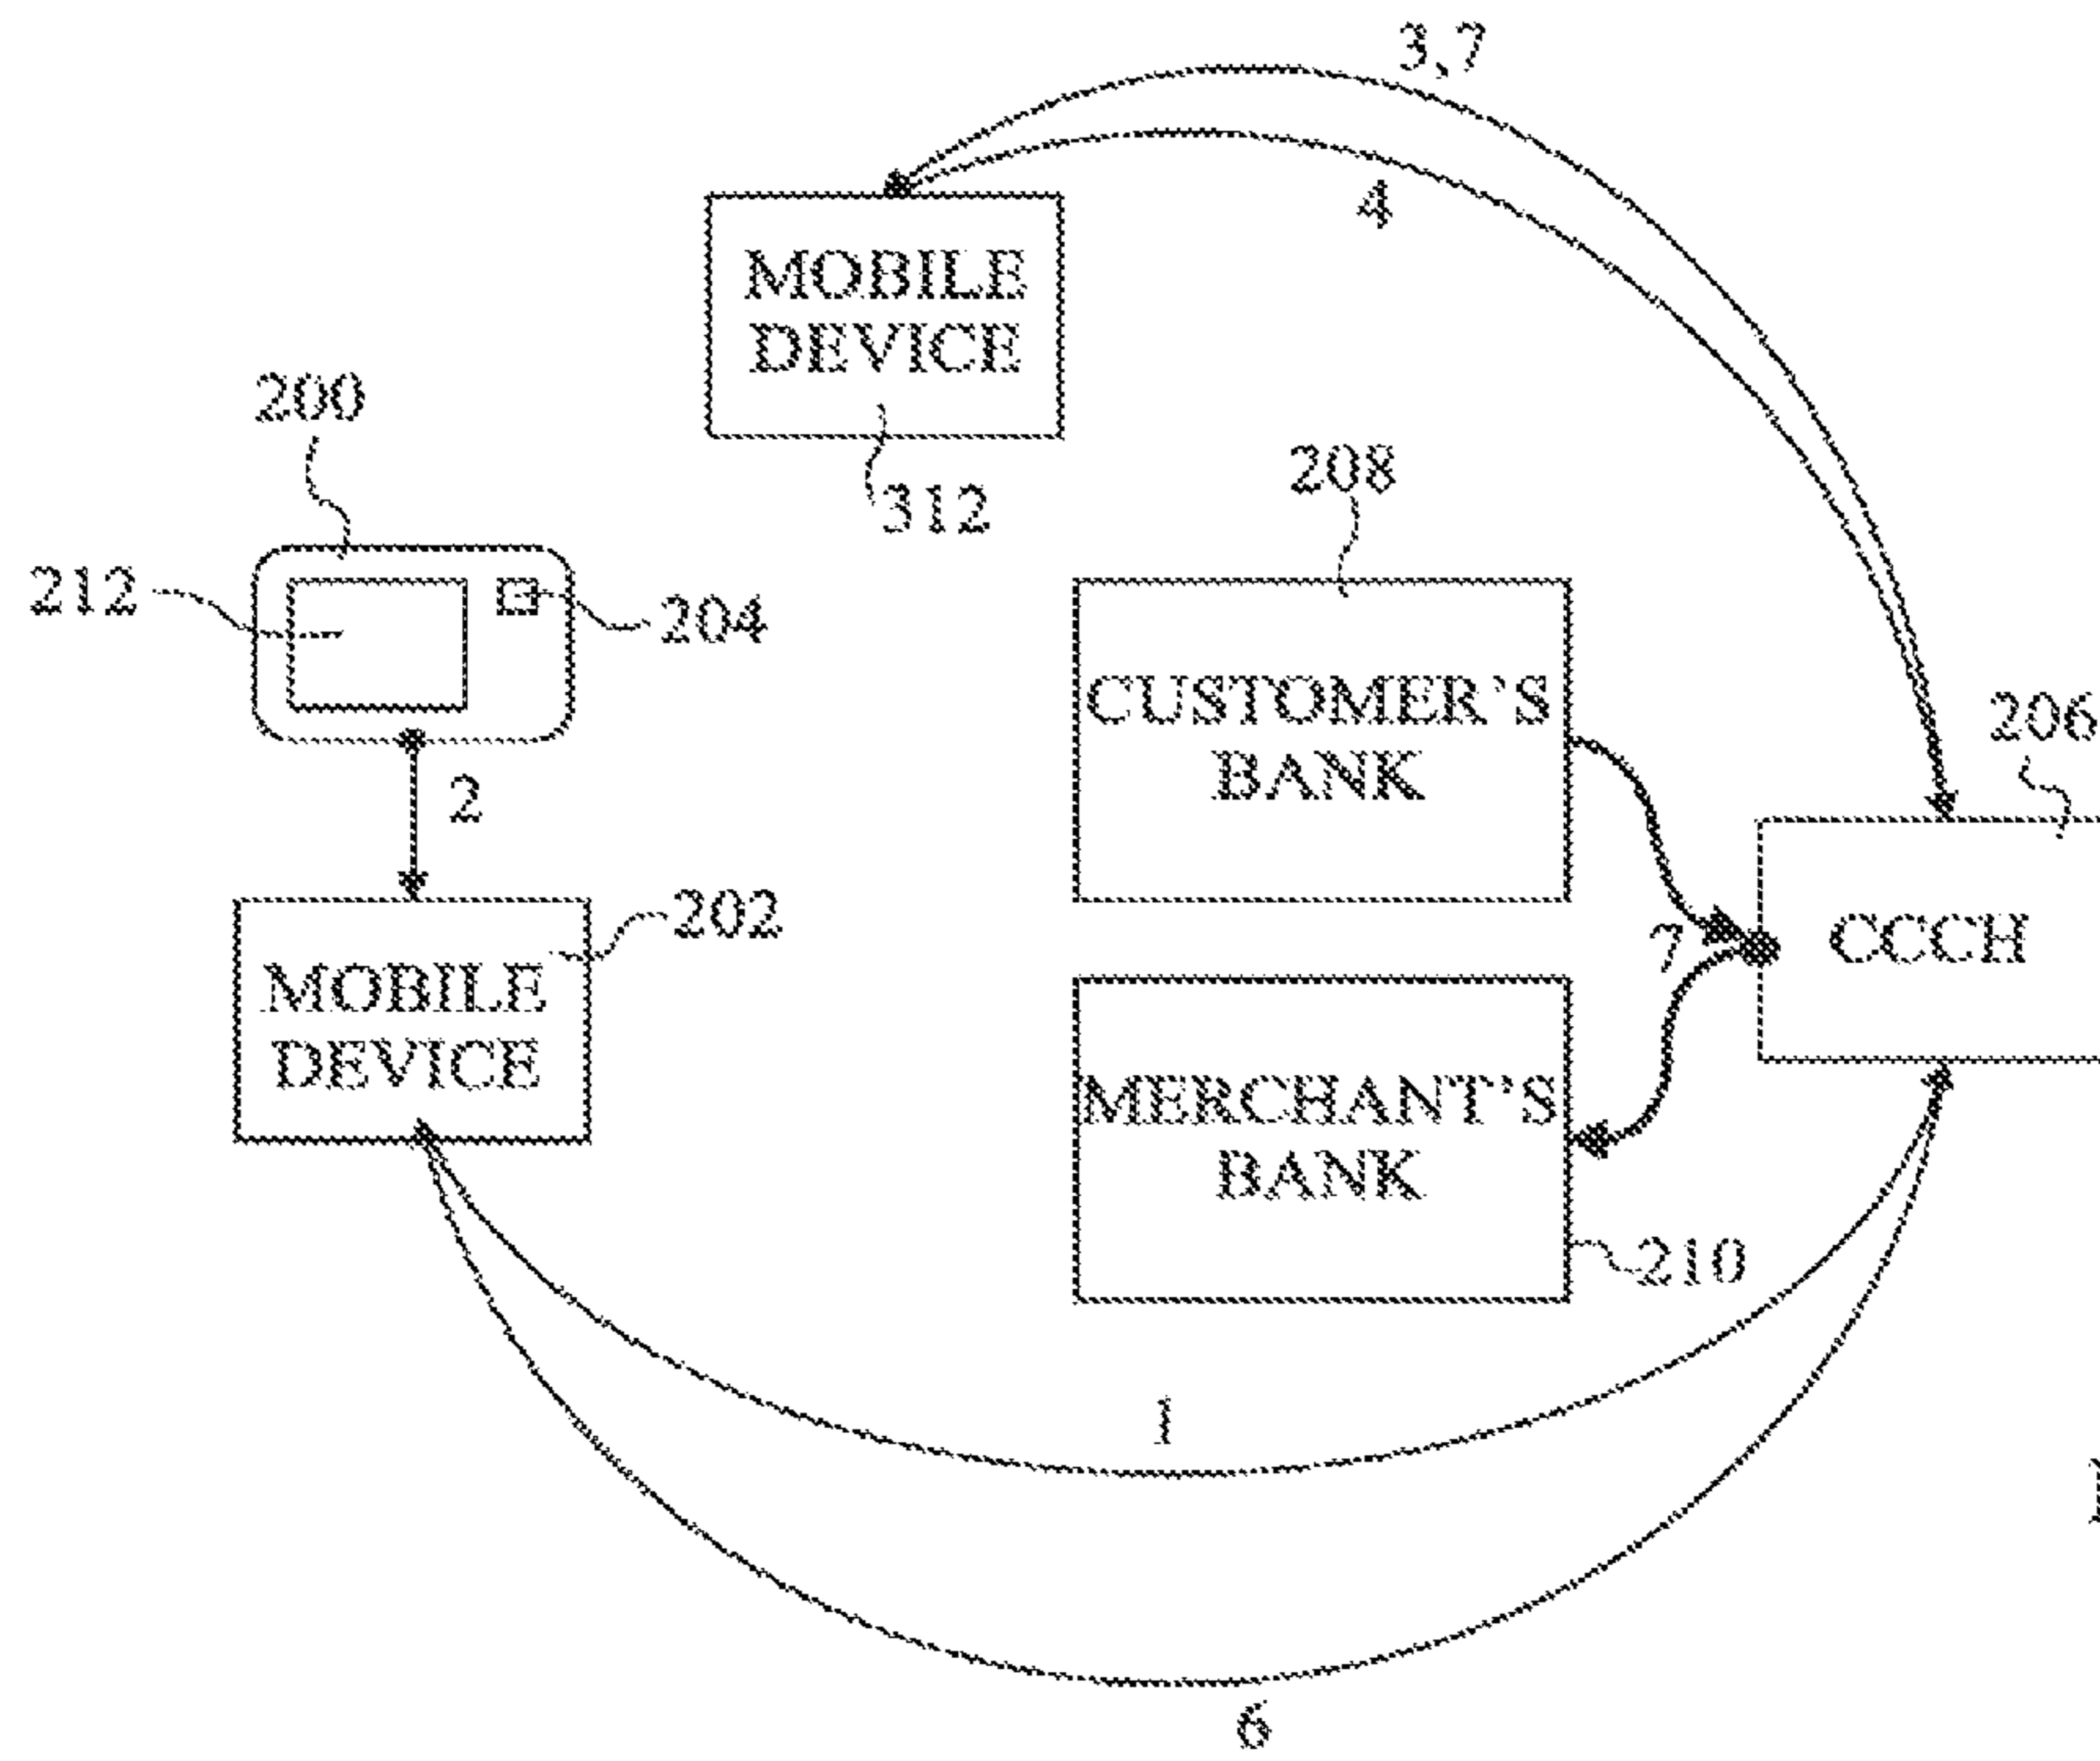 3,7
4
MOBILE
DEVICE
312
200
212
204
208
CUSTOMER'S
BANK
206
2
202
MOBILE
DEVICE
7
CCCH
MERCHANT'S
BANK
210
1
6